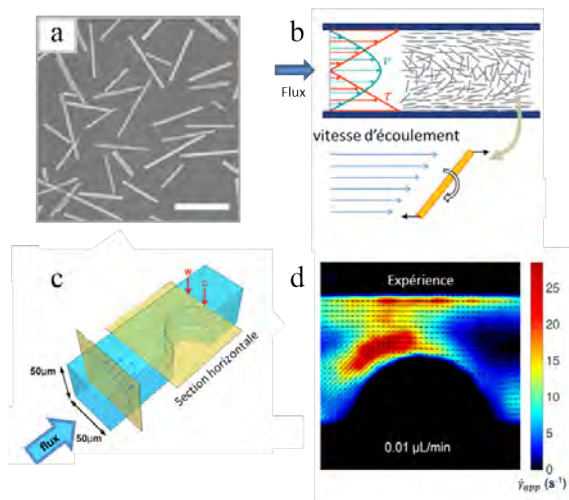 a
b
v
τ
Flux
vitesse d'écoulement
c
w
50µm
50µm
flux
Section horizontale
d
Expérience
25
20
15
10
5
0
0.01 µL/min
γ̇app (s⁻¹)